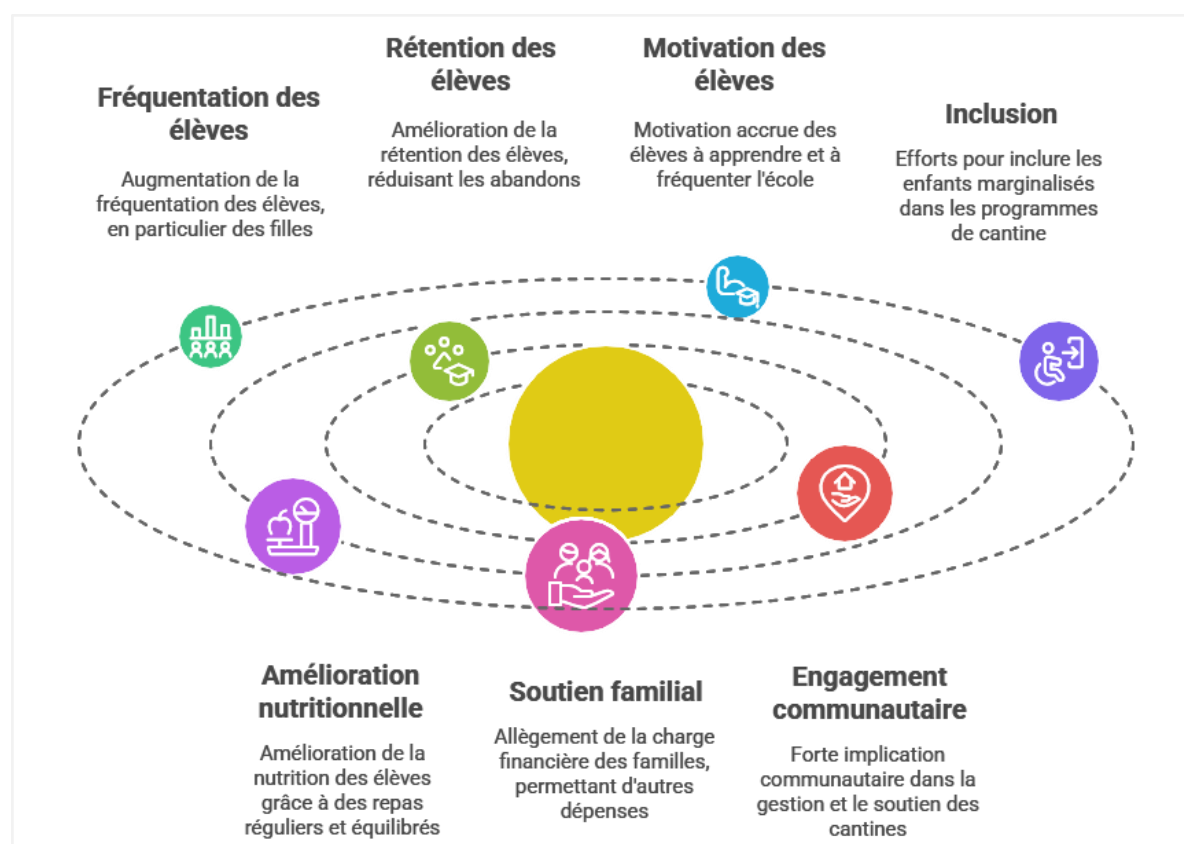 Fréquentation des
élèves
Augmentation de la
fréquentation des élèves,
en particulier des filles
Rétention des
élèves
Amélioration de la
rétention des élèves,
réduisant les abandons
Motivation des
élèves
Motivation accrue des
élèves à apprendre et à
fréquenter l'école
Inclusion
Efforts pour inclure les
enfants marginalisés
dans les programmes
de cantine
Amélioration
nutritionnelle
Amélioration de la
nutrition des élèves
grâce à des repas
réguliers et équilibrés
Soutien familial
Allègement de la charge
financière des familles,
permettant d'autres
dépenses
Engagement
communautaire
Forte implication
communautaire dans la
gestion et le soutien des
cantines